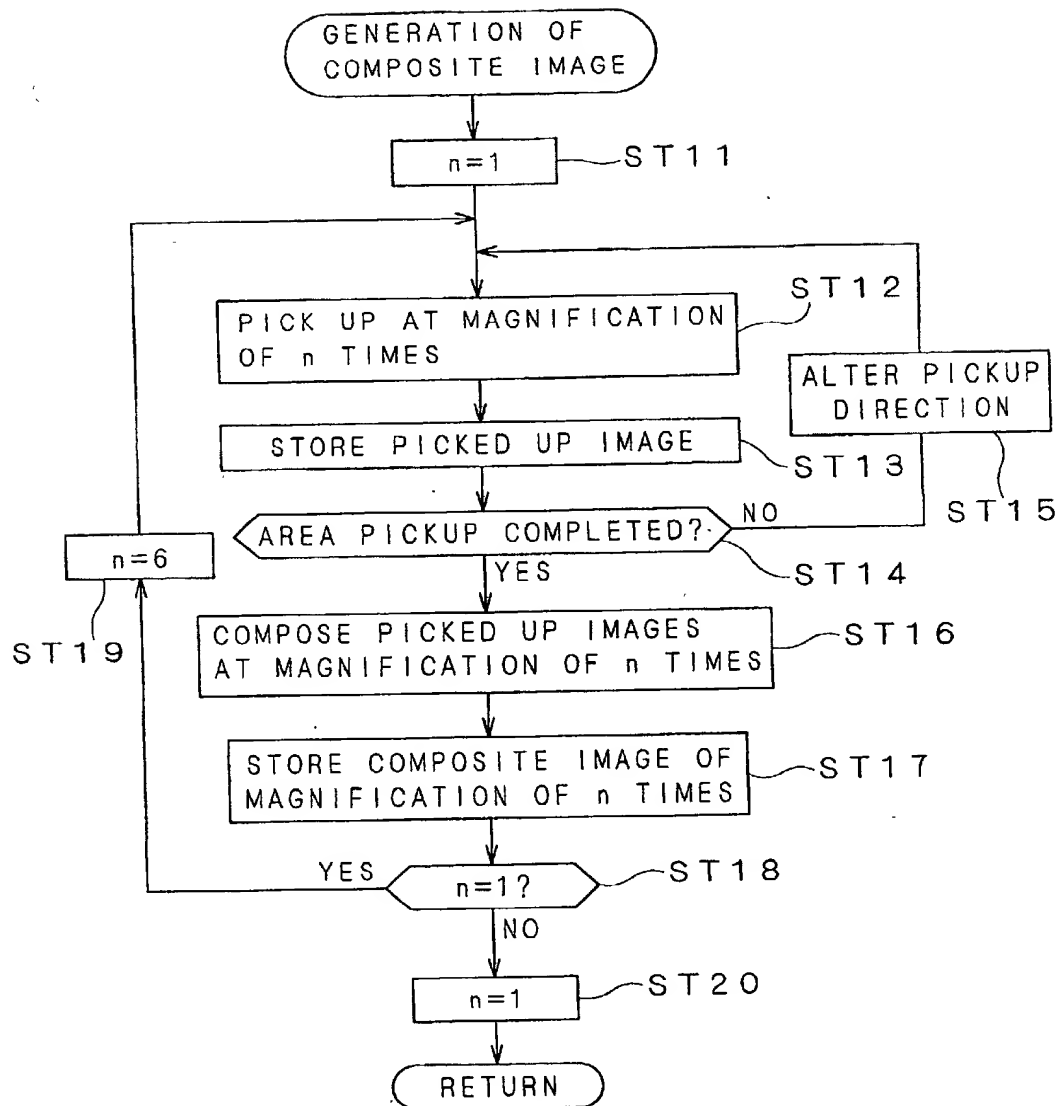 GENERATION OF
COMPOSITE IMAGE
n=1
ST11
PICK UP AT MAGNIFICATION
OF n TIMES
ST12
ALTER PICKUP
DIRECTION
ST15
STORE PICKED UP IMAGE
ST13
AREA PICKUP COMPLETED?
NO
ST14
YES
n=6
ST19
COMPOSE PICKED UP IMAGES
AT MAGNIFICATION OF n TIMES
ST16
STORE COMPOSITE IMAGE OF
MAGNIFICATION OF n TIMES
ST17
YES
n=1?
ST18
NO
n=1
ST20
RETURN